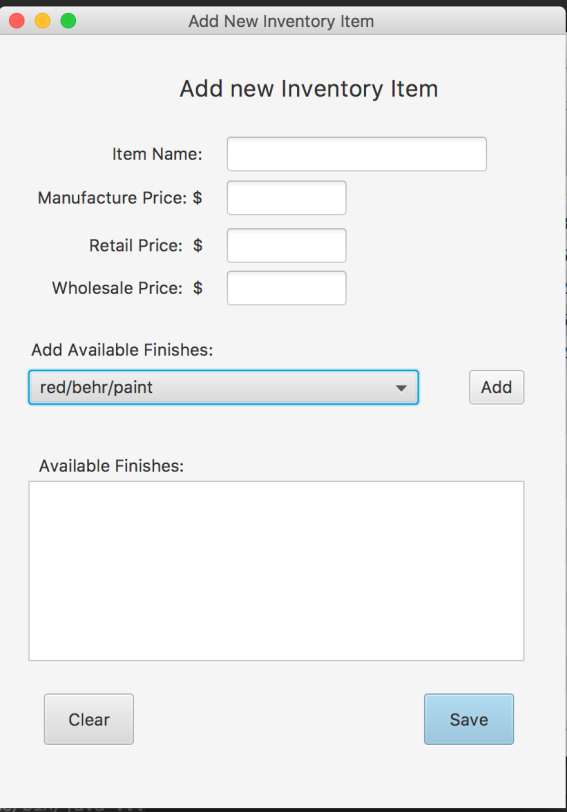 Add New Inventory Item
Add new Inventory Item
Item Name:
Manufacture Price: $
Retail Price: $
Wholesale Price: $
Add Available Finishes:
red/behr/paint
Add
Available Finishes:
Clear
Save